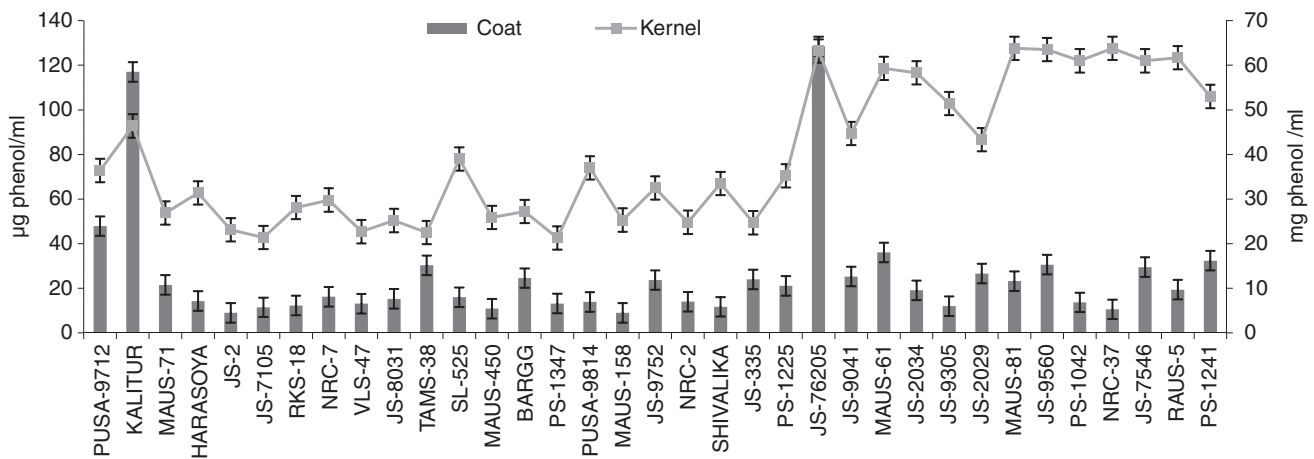 140
120
100
80
60
40
20
0
µg phenol/ml
Coat
Kernel
70
60
50
40
30
20
10
0
mg phenol /ml
PUSA-9712
KALITUR
MAUS-71
HARASOYA
JS-2
JS-7105
RKS-18
NRC-7
VLS-47
JS-8031
TAMS-38
SL-525
MAUS-450
BARGG
PS-1347
PUSA-9814
MAUS-158
JS-9752
NRC-2
SHIVALIKA
JS-335
PS-1225
JS-76205
JS-9041
MAUS-61
JS-2034
JS-9305
JS-2029
MAUS-81
JS-9560
PS-1042
NRC-37
JS-7546
RAUS-5
PS-1241